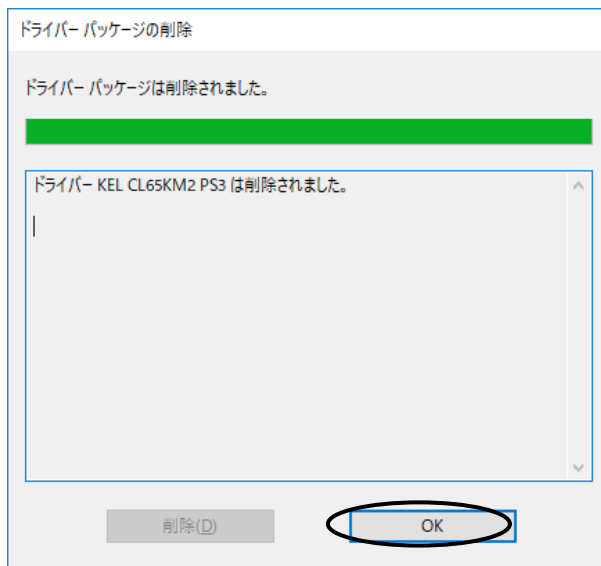 ドライバー パッケージの削除
ドライバー パッケージは削除されました。
ドライバー KEL CL65KM2 PS3 は削除されました。
削除(D)
OK